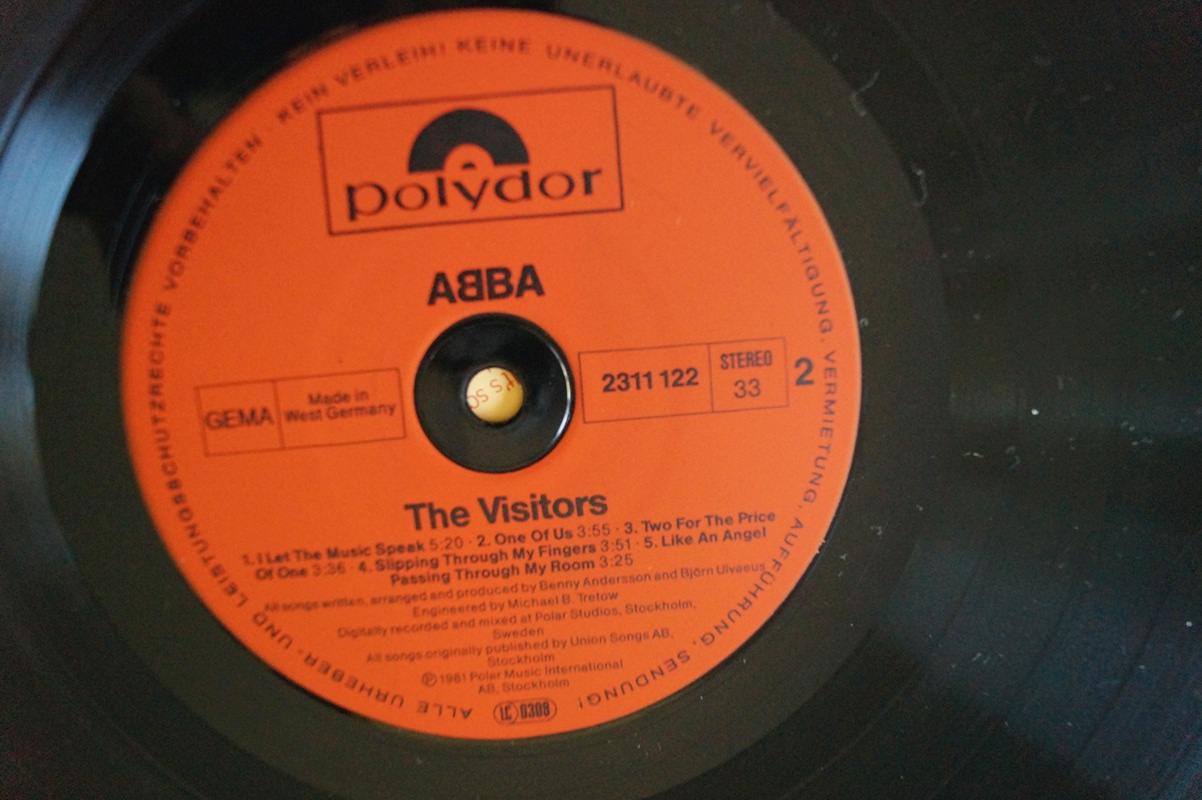 polydor
AᗺBA
GEMA
Made in
West Germany
2311 122
STEREO
33
2
The Visitors
1. I Let The Music Speak 5:20 · 2. One Of Us 3:55 · 3. Two For The Price
Of One 3:36 · 4. Slipping Through My Fingers 3:51 · 5. Like An Angel
Passing Through My Room 3:25
All songs written, arranged and produced by Benny Andersson and Björn Ulvaeus
Engineered by Michael B. Tretow
Digitally recorded and mixed at Polar Studios, Stockholm,
Sweden
All songs originally published by Union Songs AB,
Stockholm
Ⓟ 1981 Polar Music International
AB, Stockholm
LC 0309
ALLE URHEBER- UND LEISTUNGSSCHUTZRECHTE VORBEHALTEN · KEIN VERLEIH! KEINE UNERLAUBTE VERVIELFÄLTIGUNG, VERMIETUNG, AUFFÜHRUNG, SENDUNG!